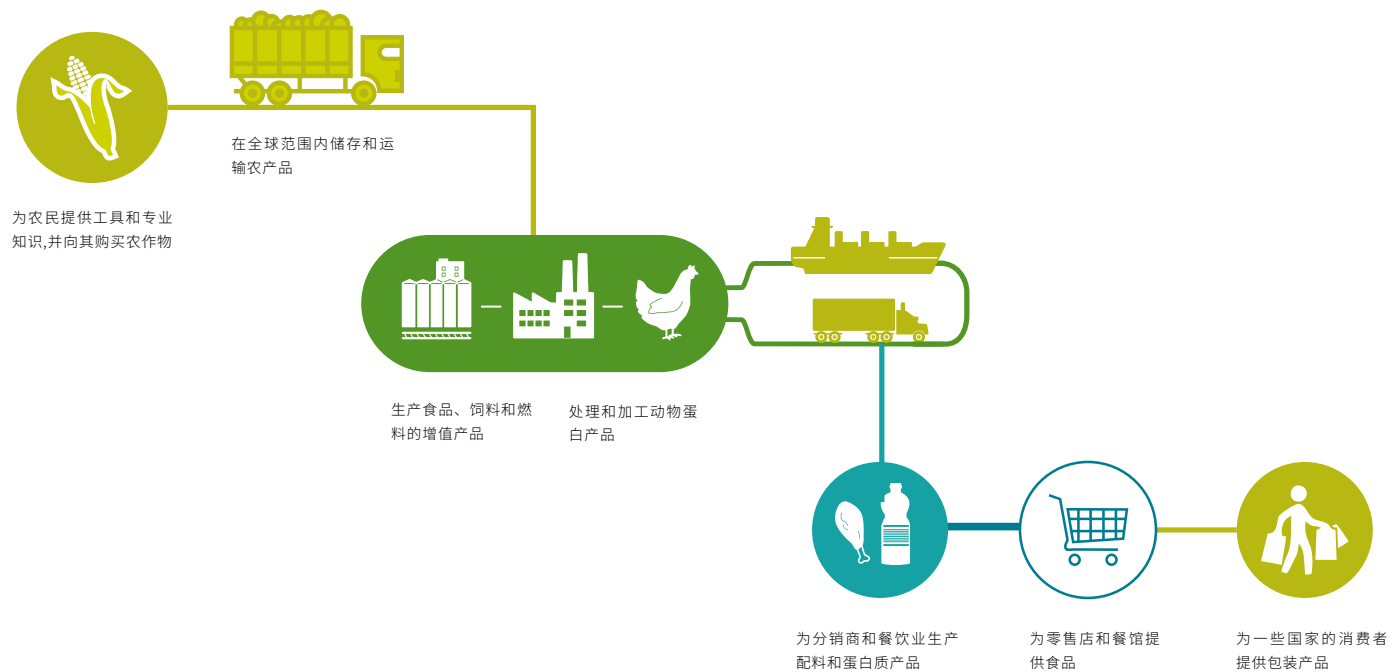 在全球范围内储存和运
输农产品
为农民提供工具和专业
知识,并向其购买农作物
生产食品、饲料和燃
料的增值产品
处理和加工动物蛋
白产品
为分销商和餐饮业生产
配料和蛋白质产品
为零售店和餐馆提
供食品
为一些国家的消费者
提供包装产品